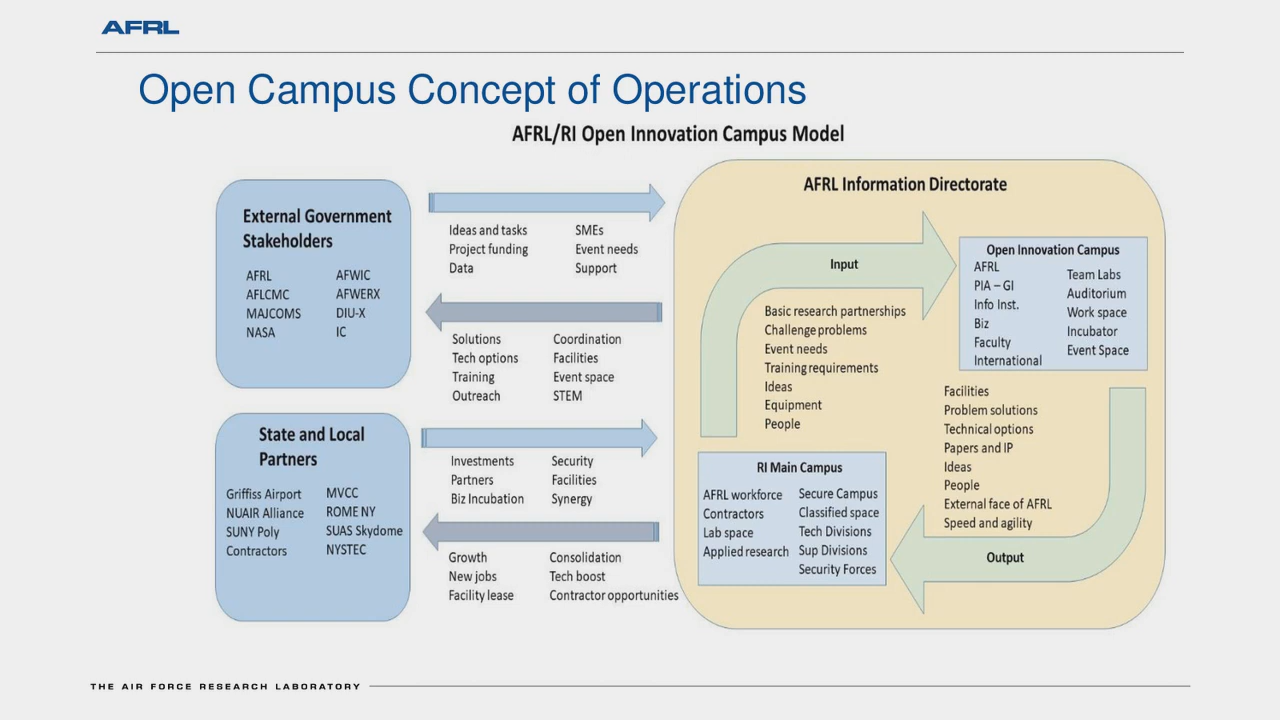 AFRL
Open Campus Concept of Operations
AFRL/RI Open Innovation Campus Model
External Government
Stakeholders
AFRL
AFLCMC
MAJCOMS
NASA
AFWIC
AFWERX
DIU-X
IC
Ideas and tasks
Project funding
Data
SMEs
Event needs
Support
Solutions
Tech options
Training
Outreach
Coordination
Facilities
Event space
STEM
State and Local
Partners
Griffiss Airport
NUAIR Alliance
SUNY Poly
Contractors
MVCC
ROME NY
SUAS Skydome
NYSTEC
Investments
Partners
Biz Incubation
Security
Facilities
Synergy
Growth
New jobs
Facility lease
Consolidation
Tech boost
Contractor opportunities
AFRL Information Directorate
Input
Basic research partnerships
Challenge problems
Event needs
Training requirements
Ideas
Equipment
People
Open Innovation Campus
AFRL
PIA – GI
Info Inst.
Biz
Faculty
International
Team Labs
Auditorium
Work space
Incubator
Event Space
Facilities
Problem solutions
Technical options
Papers and IP
Ideas
People
External face of AFRL
Speed and agility
Output
RI Main Campus
AFRL workforce
Contractors
Lab space
Applied research
Secure Campus
Classified space
Tech Divisions
Sup Divisions
Security Forces
THE AIR FORCE RESEARCH LABORATORY